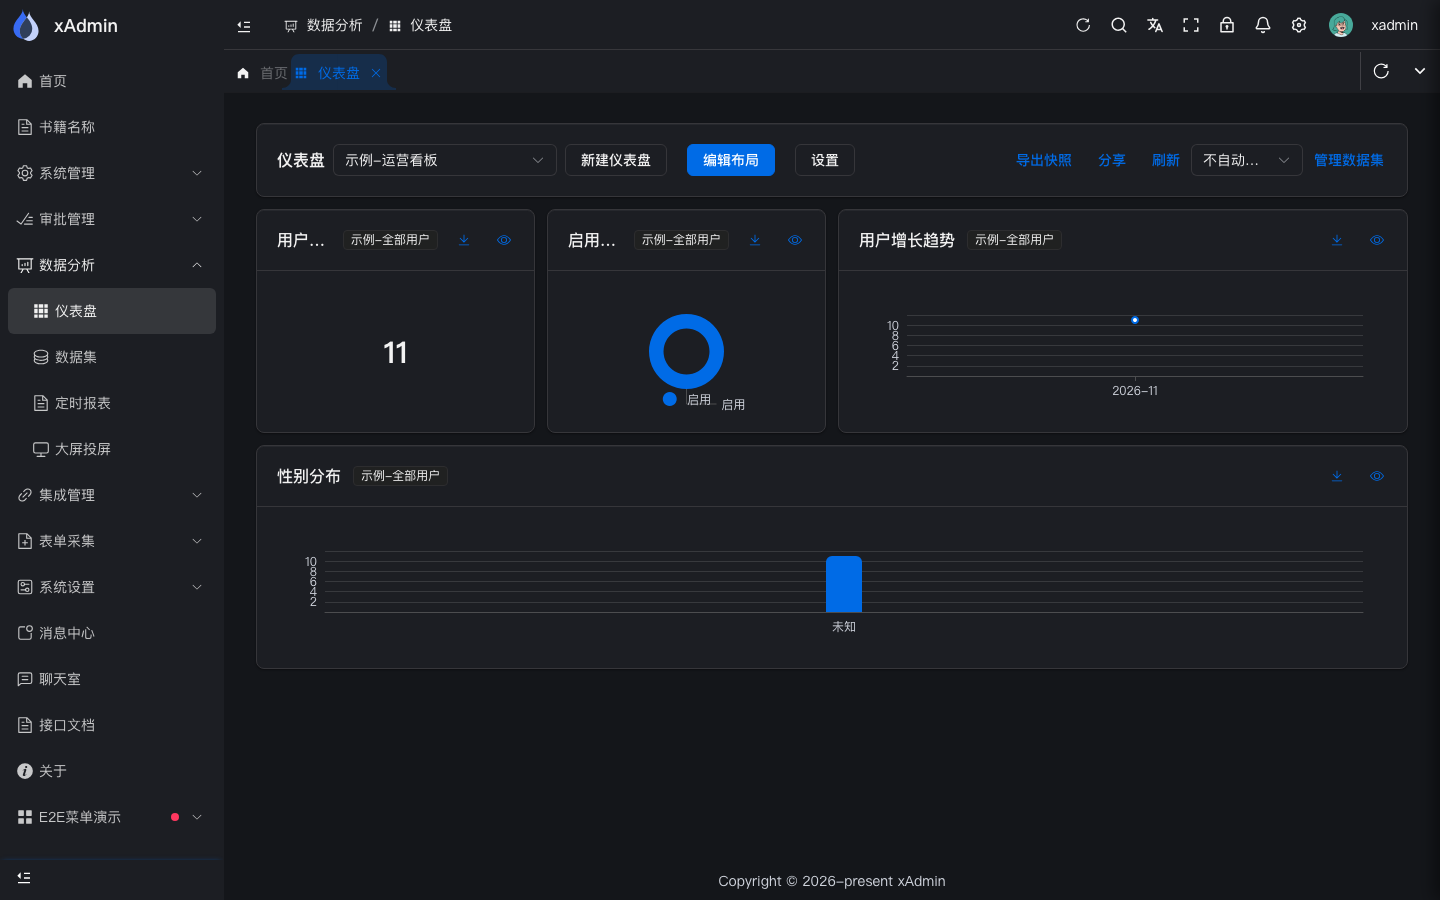 xAdmin
数据分析 / 仪表盘
xadmin
首页
仪表盘
首页
书籍名称
系统管理
审批管理
数据分析
仪表盘
数据集
定时报表
大屏投屏
集成管理
表单采集
系统设置
消息中心
聊天室
接口文档
关于
E2E菜单演示
仪表盘 示例-运营看板 新建仪表盘 编辑布局 设置 导出快照 分享 刷新 不自动... 管理数据集
用户... 示例-全部用户
11
启用... 示例-全部用户
启用
启用
用户增长趋势 示例-全部用户
10
8
6
4
2
2026-11
性别分布 示例-全部用户
10
8
6
4
2
未知
Copyright © 2026-present xAdmin